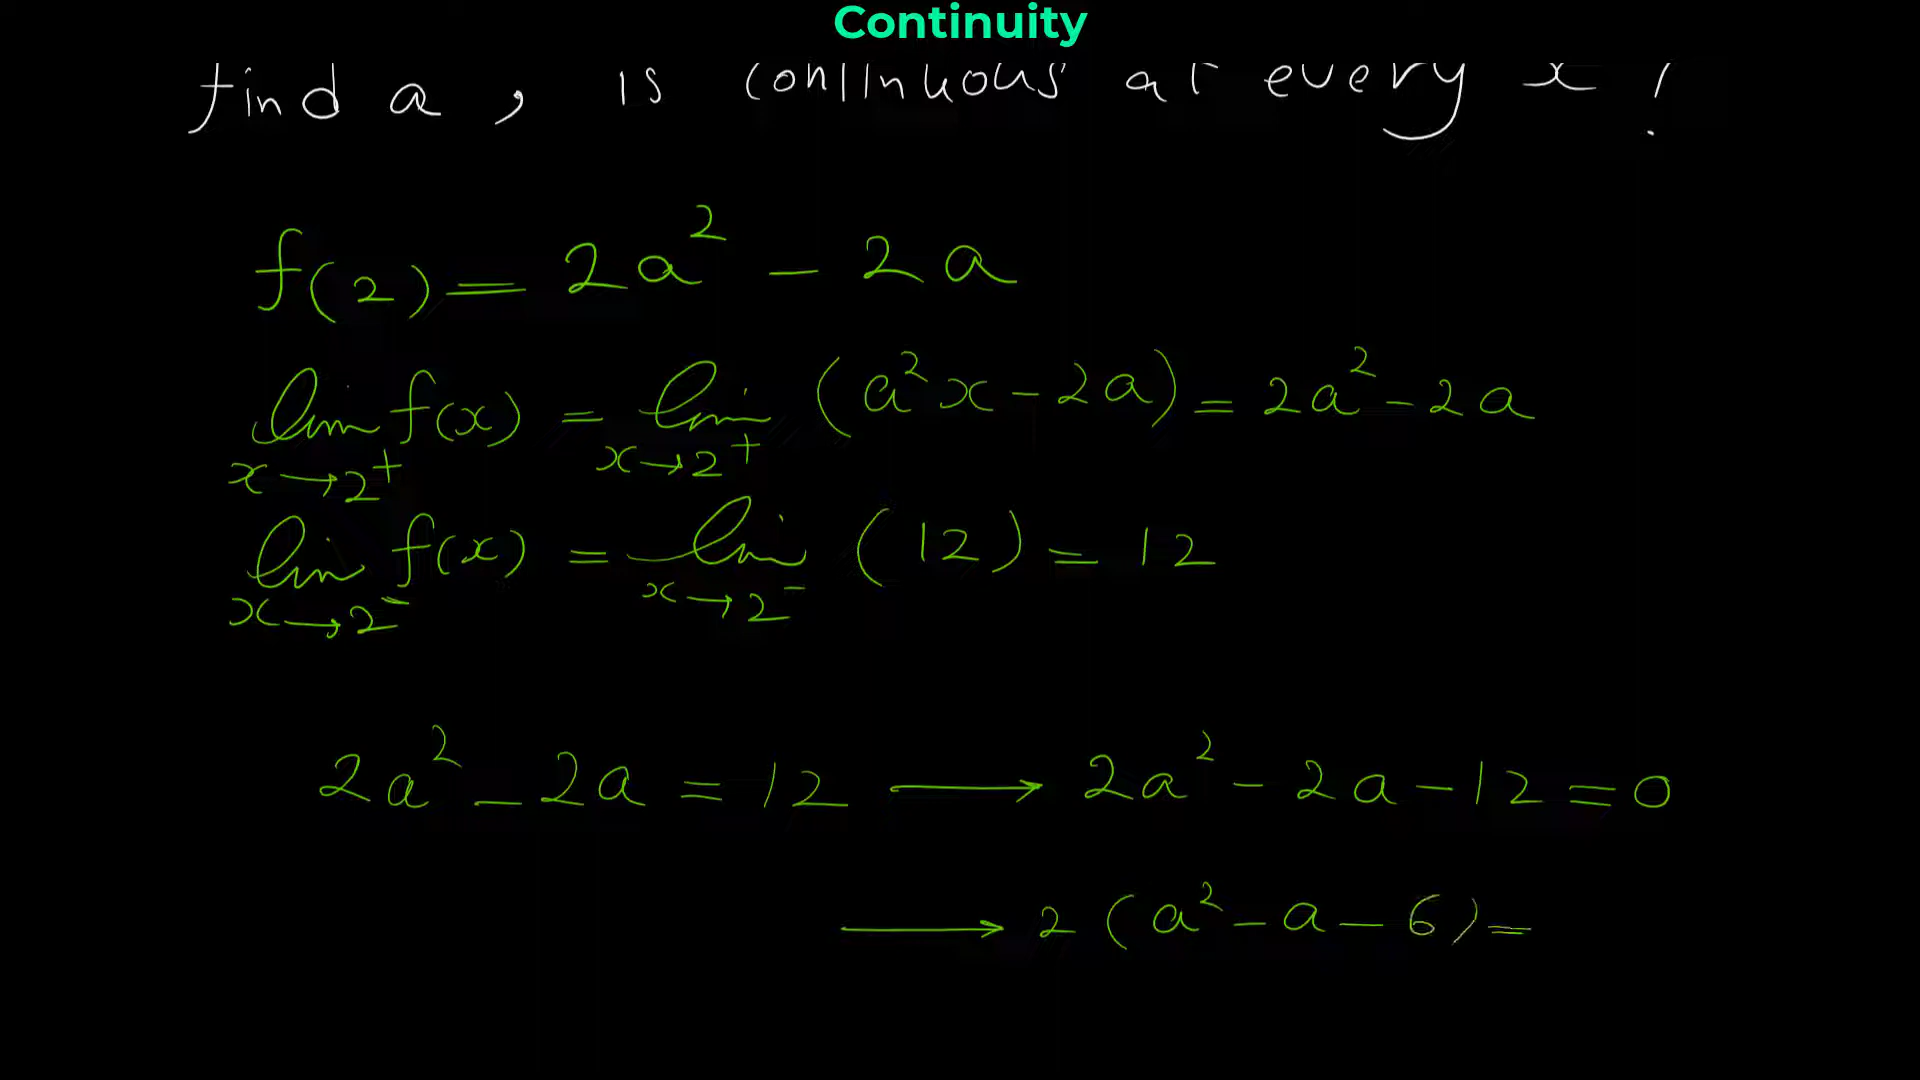 Continuity
find a, is continuous at every x?
f(2) = 2a² - 2a
lim x→2⁺ f(x) = lim x→2⁺ (a²x - 2a) = 2a² - 2a
lim x→2⁻ f(x) = lim x→2⁻ (12) = 12
2a² - 2a = 12 ⟶ 2a² - 2a - 12 = 0
⟶ 2(a² - a - 6) =